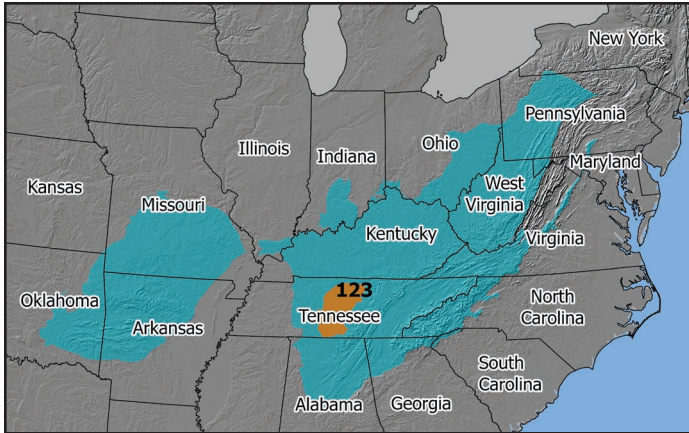 New York
Pennsylvania
Ohio
Illinois
Indiana
Maryland
Kansas
Missouri
West
Virginia
Kentucky
Virginia
123
Oklahoma
Tennessee
North
Carolina
Arkansas
South
Carolina
Alabama
Georgia